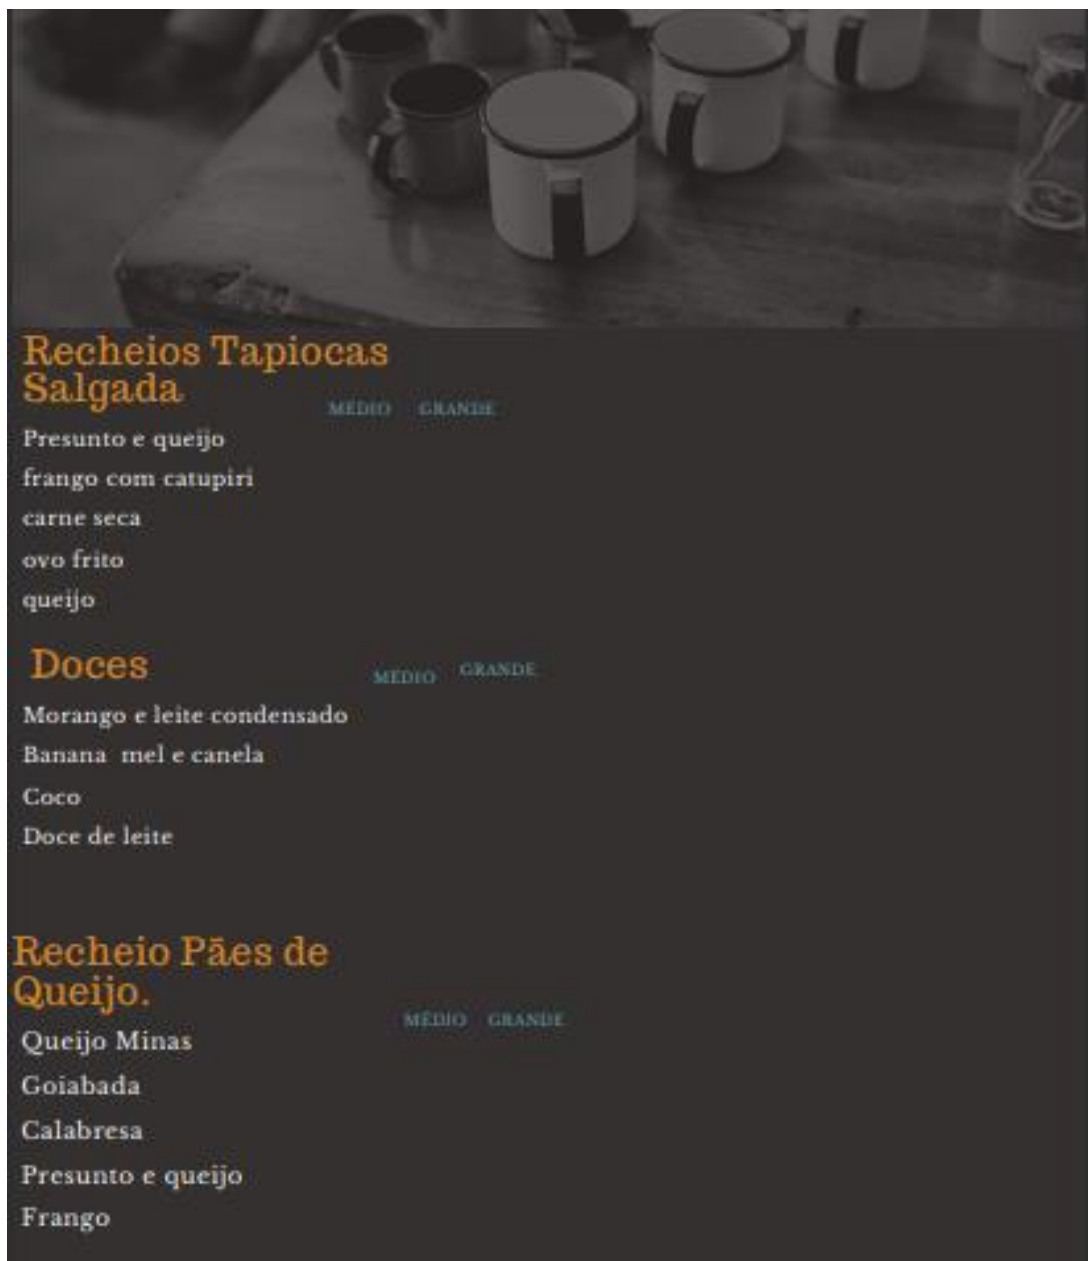 Recheios Tapiocas
Salgada
MÉDIO GRANDE
Presunto e queijo
frango com catupiri
carne seca
ovo frito
queijo
Doces
MÉDIO GRANDE
Morango e leite condensado
Banana mel e canela
Coco
Doce de leite
Recheio Pães de
Queijo.
MÉDIO GRANDE
Queijo Minas
Goiabada
Calabresa
Presunto e queijo
Frango